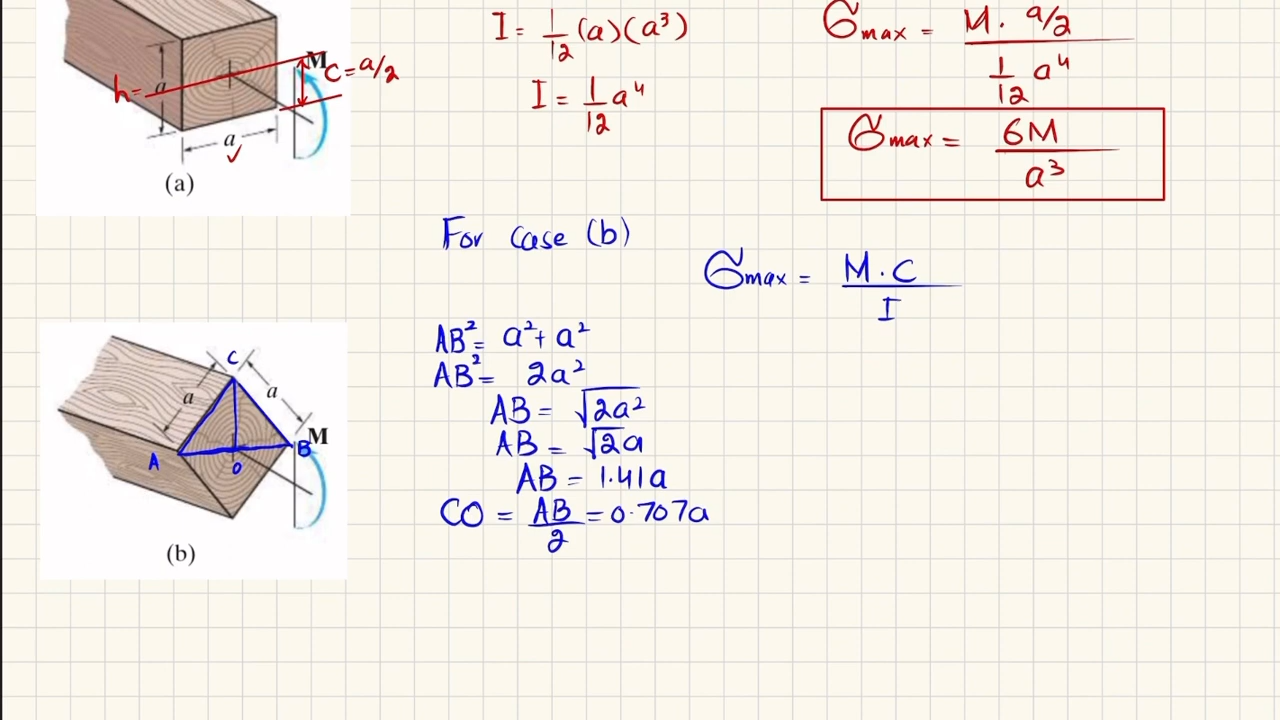 I = 1/12 (a)(a³)
I = 1/12 a⁴
σmax = M · a/2 / 1/12 a⁴
σmax = 6M / a³
h = a
M
C = a/2
a
(a)
For case (b)
σmax = M · C / I
AB² = a² + a²
AB² = 2a²
AB = √2a²
AB = √2 a
AB = 1.41a
CO = AB/2 = 0.707a
C
a
a
M
A
B
O
(b)